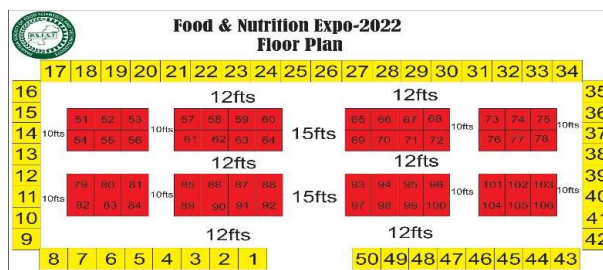 P.S.F.S.T
Food & Nutrition Expo-2022
Floor Plan
17 18 19 20 21 22 23 24 25 26 27 28 29 30 31 32 33 34
16 12fts 12fts 35
15 51 52 53 57 58 59 60 65 66 67 68 73 74 75 36
14 10fts 54 55 56 10fts 61 62 63 64 15fts 69 70 71 72 10fts 76 77 78 10fts 37
13 12fts 12fts 38
12 79 80 81 85 86 87 88 93 94 95 96 101 102 103 39
11 10fts 82 83 84 10fts 89 90 91 92 15fts 97 98 99 100 10fts 104 105 106 10fts 40
10 41
9 12fts 12fts 42
8 7 6 5 4 3 2 1 50 49 48 47 46 45 44 43